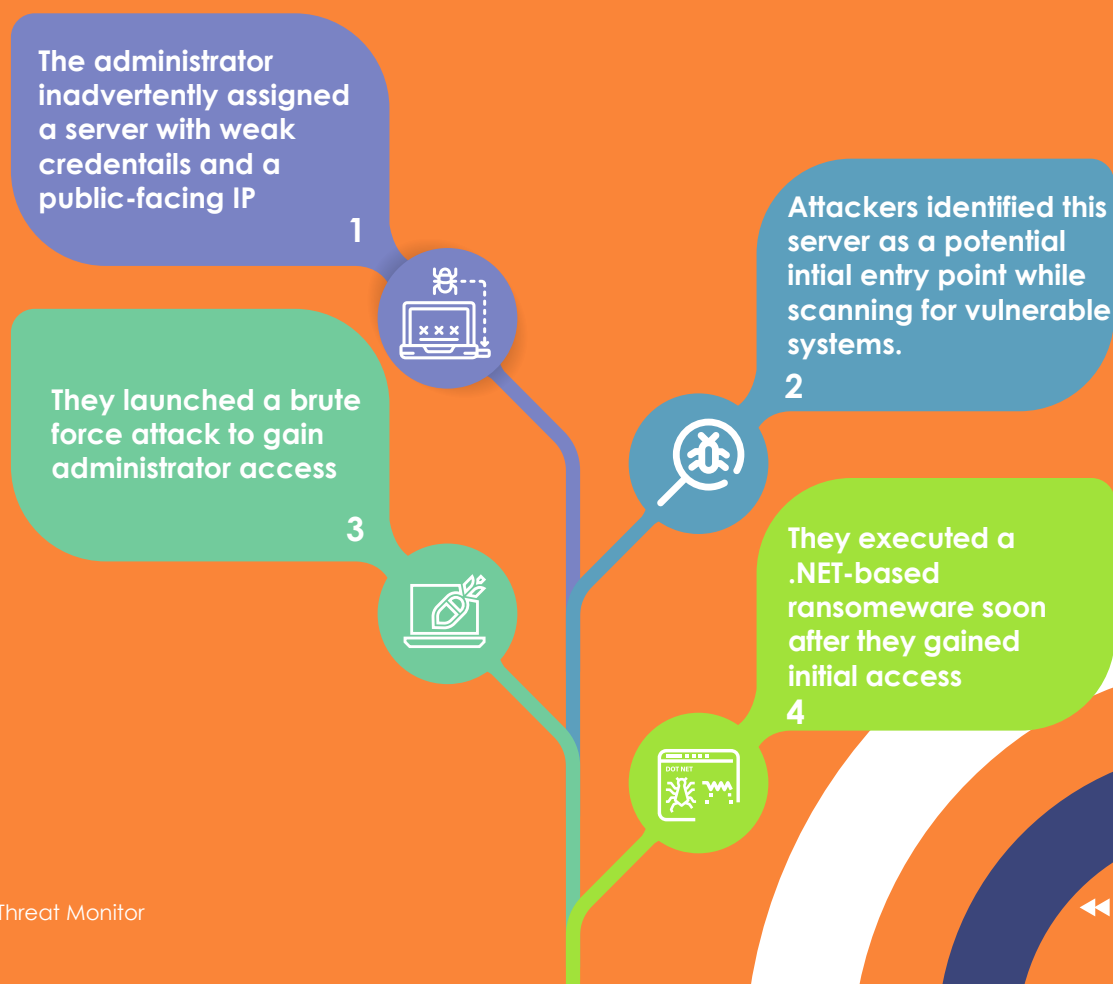 The administrator
inadvertently assigned
a server with weak
credentails and a
public-facing IP
1
Attackers identified this
server as a potential
intial entry point while
scanning for vulnerable
systems.
2
They launched a brute
force attack to gain
administrator access
3
They executed a
.NET-based
ransomeware soon
after they gained
initial access
4
DOT NET
Threat Monitor